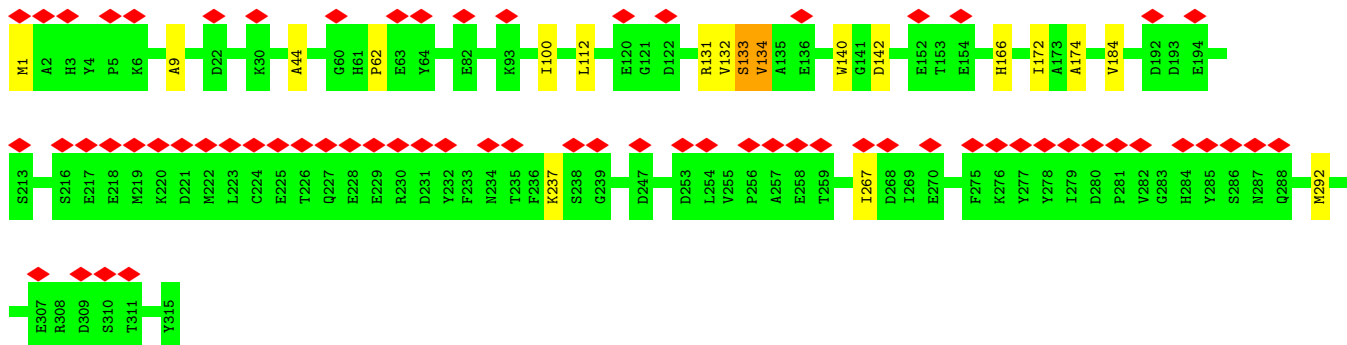 M1 A2 H3 Y4 P5 K6 A9 D22 K30 A44 G60 H61 P62 E63 Y64 E82 K93 I100 L112 E120 G121 D122 R131 V132 S133 V134 A135 E136 W140 G141 D142 E152 T153 E154 H166 I172 A173 A174 V184 D192 D193 E194
S213 S216 E217 E218 M219 K220 D221 M222 L223 C224 E225 T226 Q227 E228 E229 R230 D231 Y232 F233 N234 T235 F236 K237 S238 G239 D247 D253 L254 V255 P256 A257 E258 T259 I267 D268 I269 E270 F275 K276 Y277 Y278 I279 D280 P281 V282 G283 H284 Y285 S286 N287 Q288 M292
E307 R308 D309 S310 T311 Y315